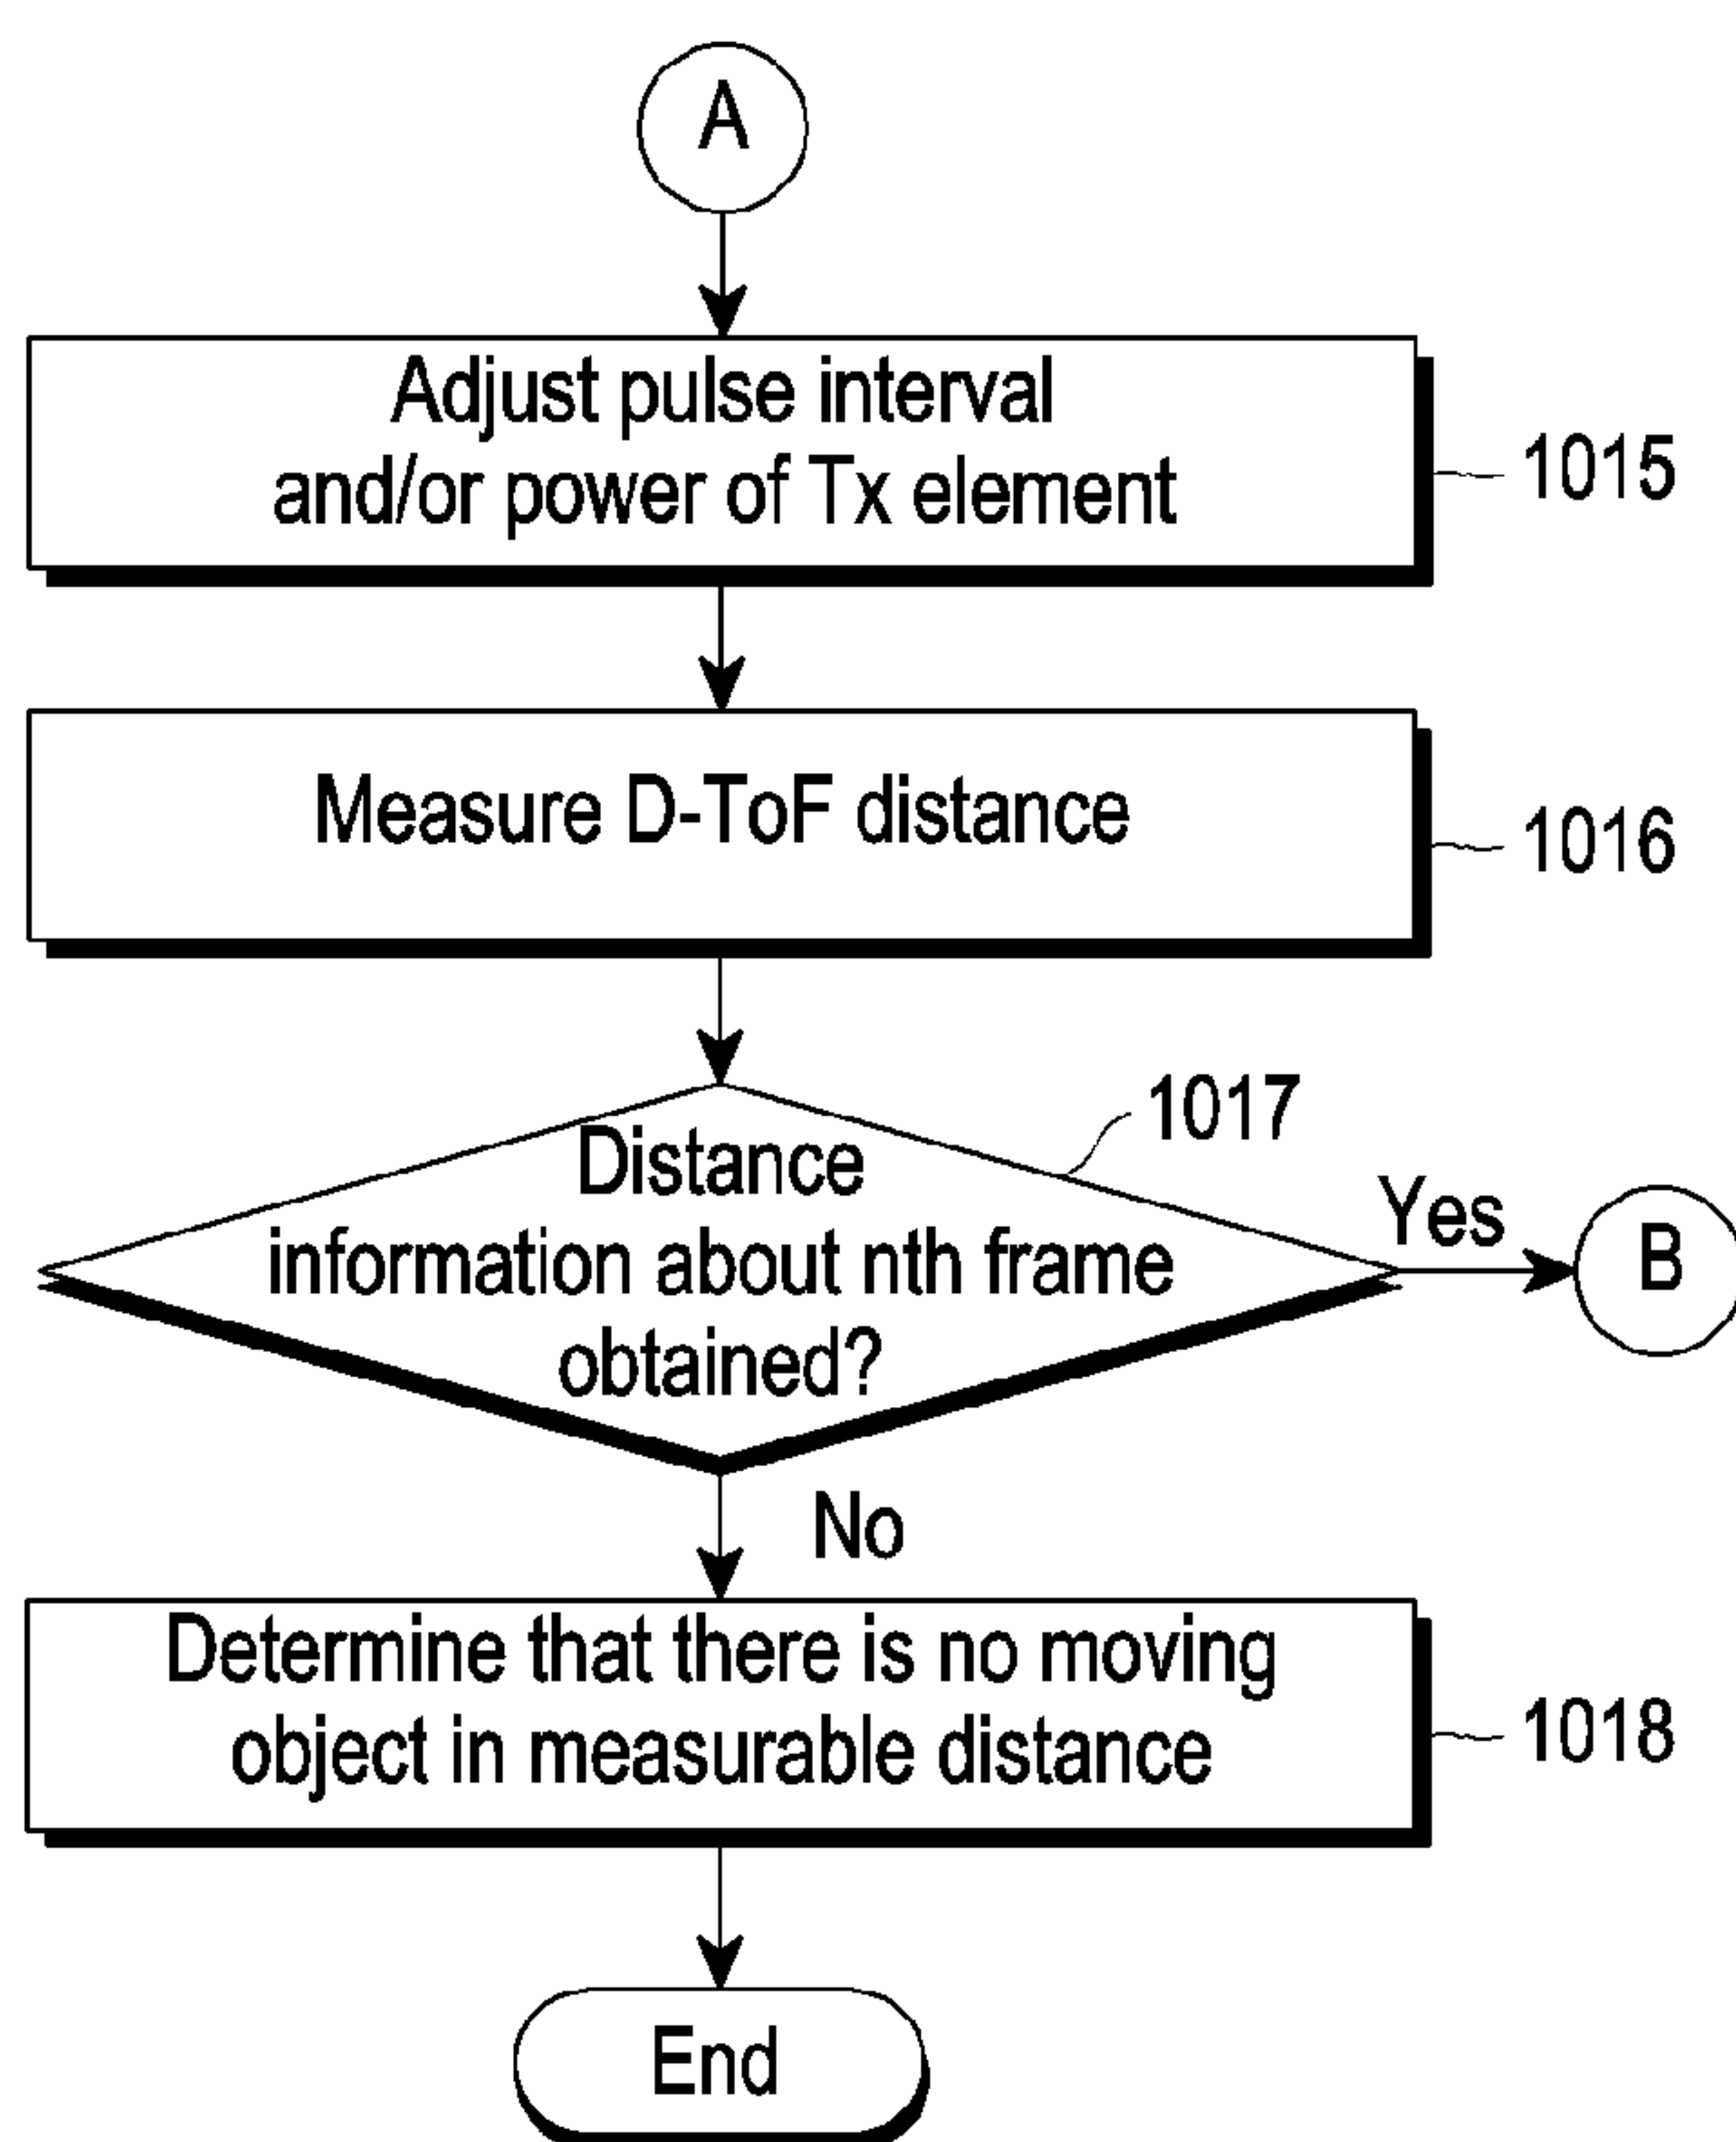 A
Adjust pulse interval
and/or power of Tx element
1015
Measure D-ToF distance
1016
1017
Distance
information about nth frame
obtained?
Yes
B
No
Determine that there is no moving
object in measurable distance
1018
End